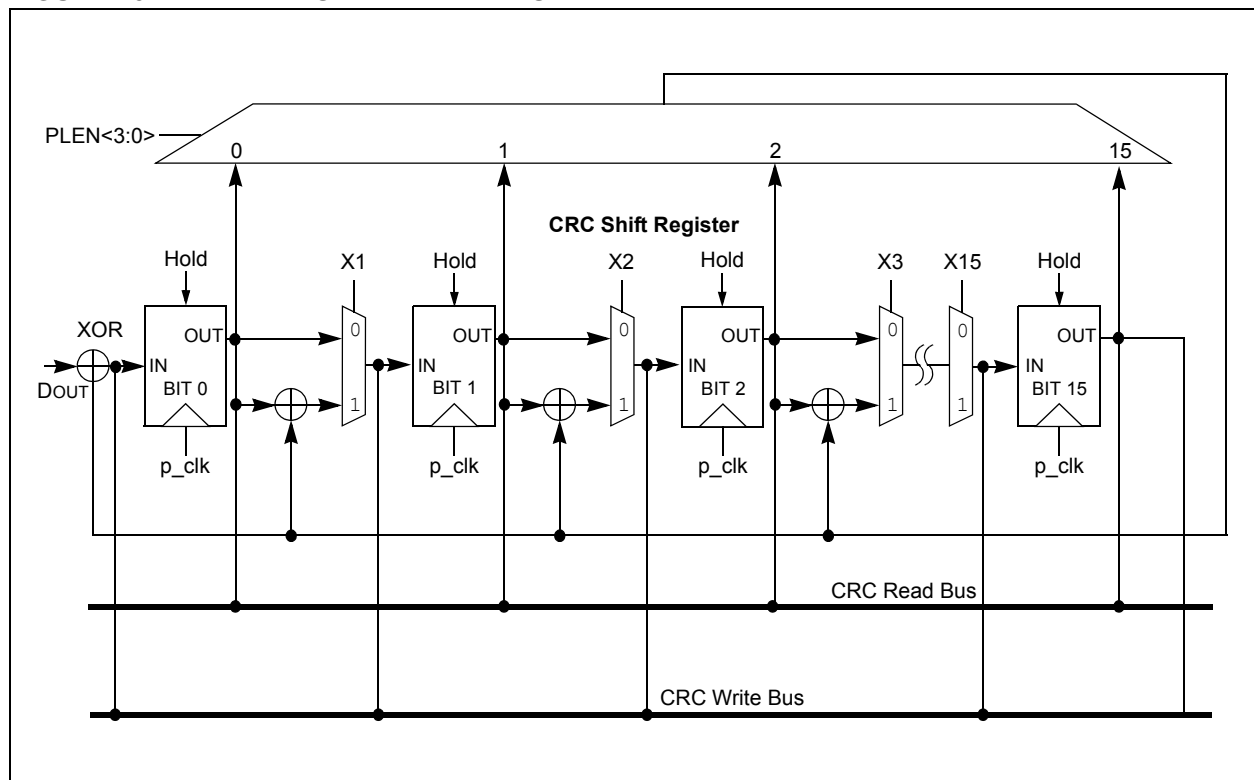 PLEN<3:0>
0 1 2 15
CRC Shift Register
Hold X1 Hold X2 Hold X3 X15 Hold
XOR
OUT 0 OUT 0 OUT 0 0 OUT
IN IN IN IN
DOUT
BIT 0 1 BIT 1 1 BIT 2 1 1 BIT 15
p_clk p_clk p_clk p_clk
CRC Read Bus
CRC Write Bus